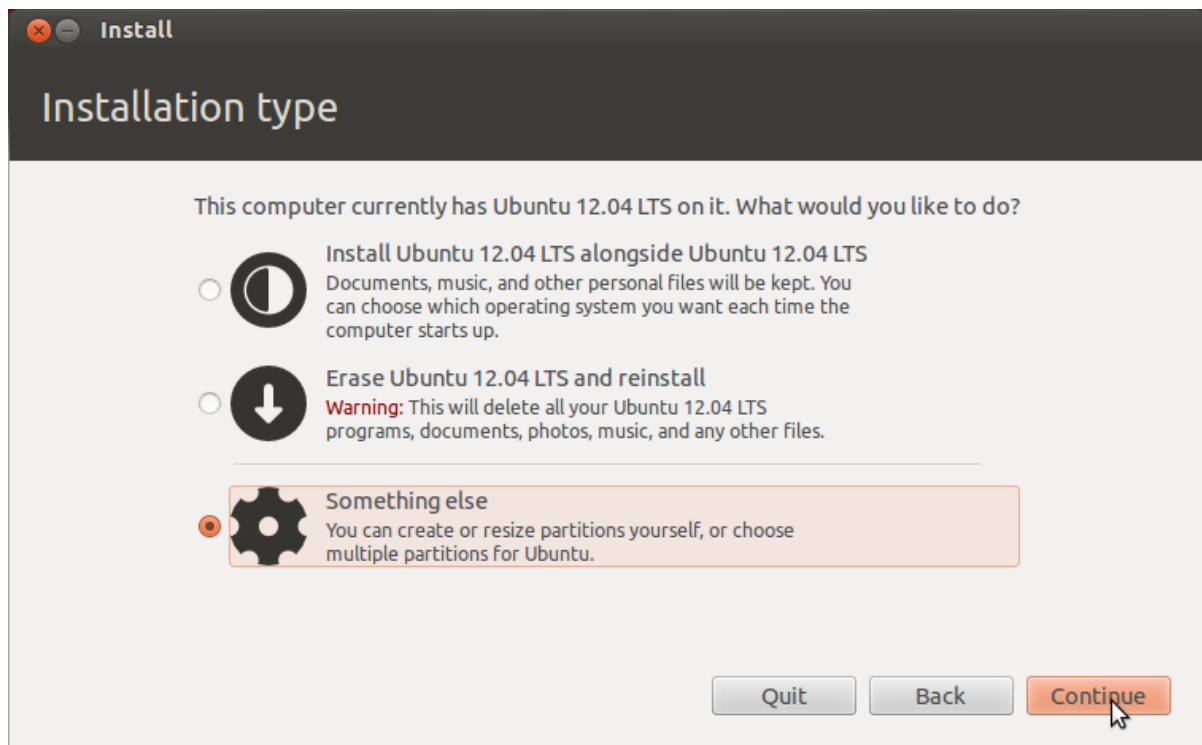 Install
Installation type
This computer currently has Ubuntu 12.04 LTS on it. What would you like to do?
Install Ubuntu 12.04 LTS alongside Ubuntu 12.04 LTS
Documents, music, and other personal files will be kept. You
can choose which operating system you want each time the
computer starts up.
Erase Ubuntu 12.04 LTS and reinstall
Warning: This will delete all your Ubuntu 12.04 LTS
programs, documents, photos, music, and any other files.
Something else
You can create or resize partitions yourself, or choose
multiple partitions for Ubuntu.
Quit Back Continue